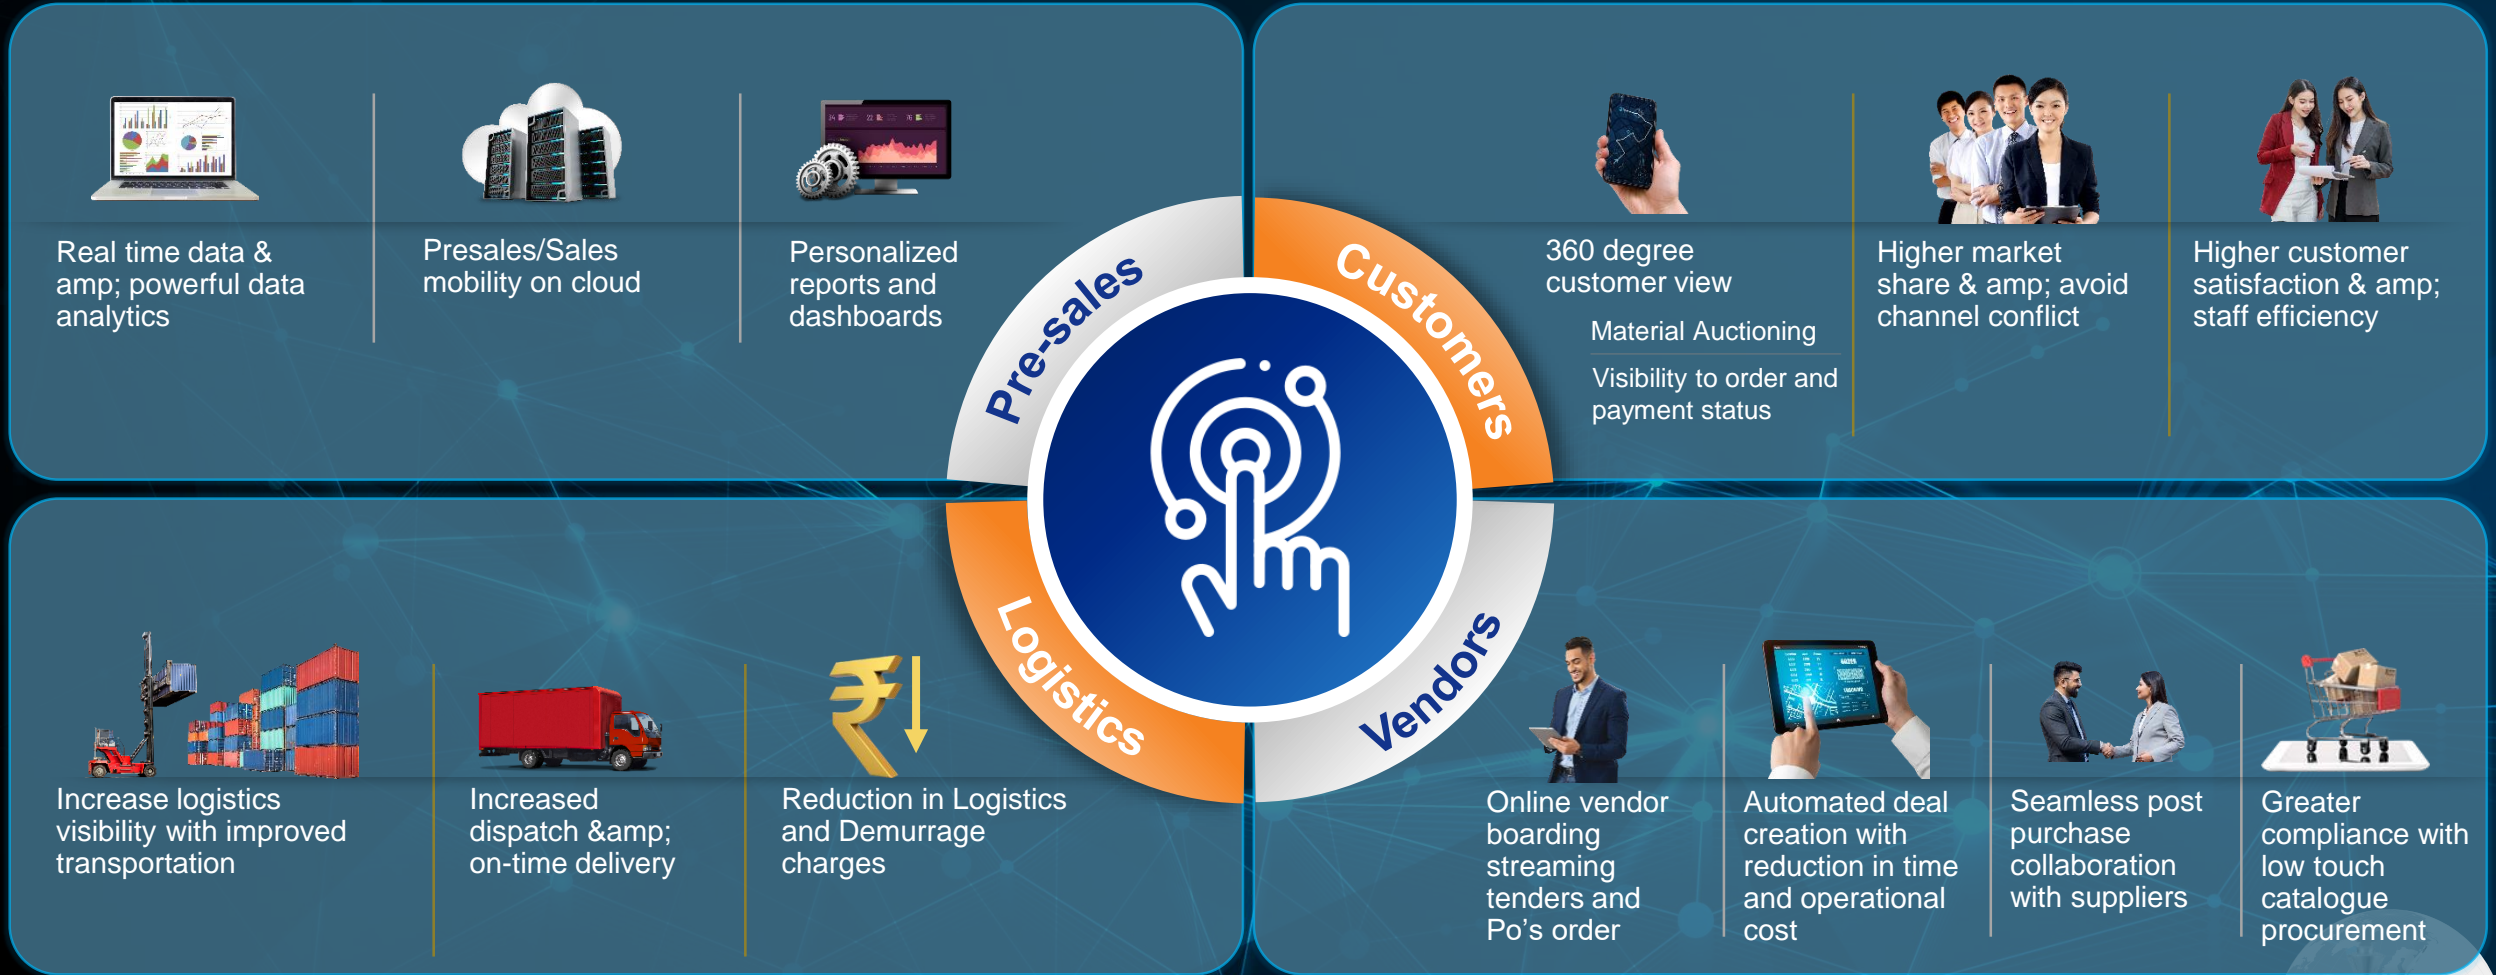 Real time data &
amp; powerful data
analytics
Presales/Sales
mobility on cloud
Personalized
reports and
dashboards
Pre-sales
Customers
360 degree
customer view
Material Auctioning
Visibility to order and
payment status
Higher market
share & amp; avoid
channel conflict
Higher customer
satisfaction & amp;
staff efficiency
Logistics
Increase logistics
visibility with improved
transportation
Increased
dispatch &amp;
on-time delivery
Reduction in Logistics
and Demurrage
charges
Vendors
Online vendor
boarding
streaming
tenders and
Po’s order
Automated deal
creation with
reduction in time
and operational
cost
Seamless post
purchase
collaboration
with suppliers
Greater
compliance with
low touch
catalogue
procurement